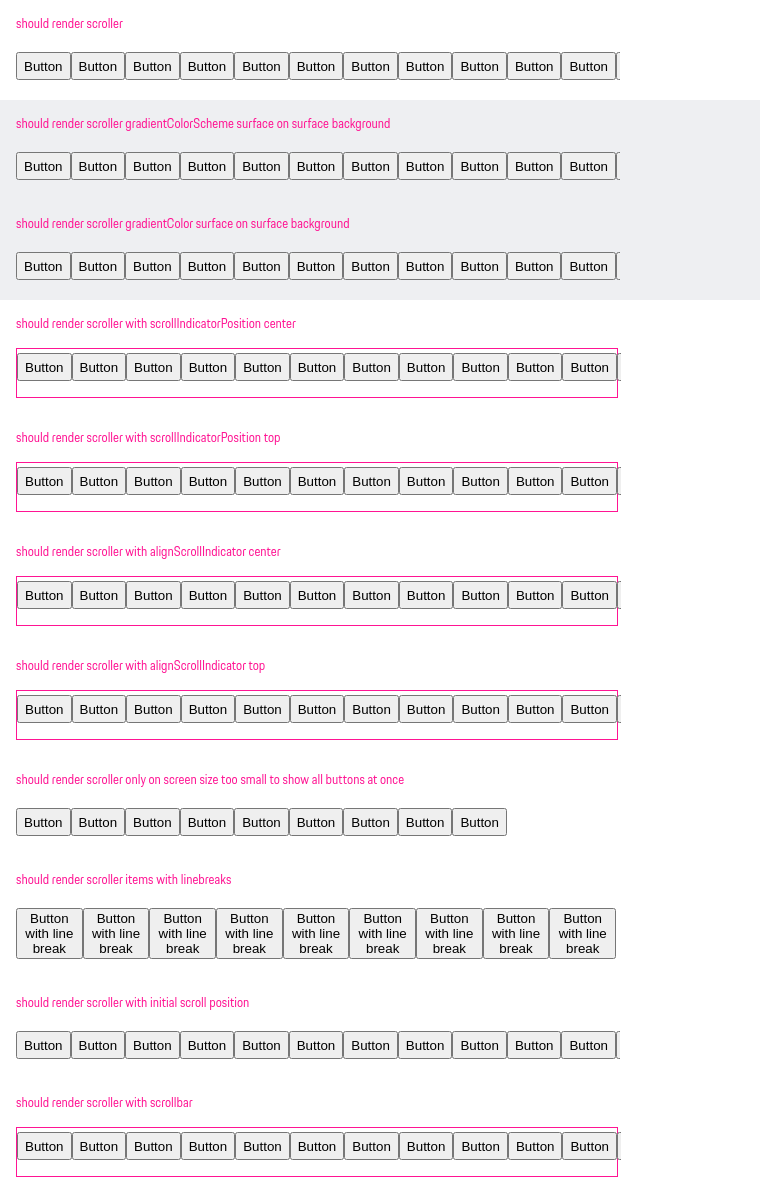 should render scroller
Button Button Button Button Button Button Button Button Button Button Button
should render scroller gradientColorScheme surface on surface background
Button Button Button Button Button Button Button Button Button Button Button
should render scroller gradientColor surface on surface background
Button Button Button Button Button Button Button Button Button Button Button
should render scroller with scrollIndicatorPosition center
Button Button Button Button Button Button Button Button Button Button Button
should render scroller with scrollIndicatorPosition top
Button Button Button Button Button Button Button Button Button Button Button
should render scroller with alignScrollIndicator center
Button Button Button Button Button Button Button Button Button Button Button
should render scroller with alignScrollIndicator top
Button Button Button Button Button Button Button Button Button Button Button
should render scroller only on screen size too small to show all buttons at once
Button Button Button Button Button Button Button Button Button
should render scroller items with linebreaks
Button Button Button Button Button Button Button Button Button
with line with line with line with line with line with line with line with line with line
break break break break break break break break break
should render scroller with initial scroll position
Button Button Button Button Button Button Button Button Button Button Button
should render scroller with scrollbar
Button Button Button Button Button Button Button Button Button Button Button